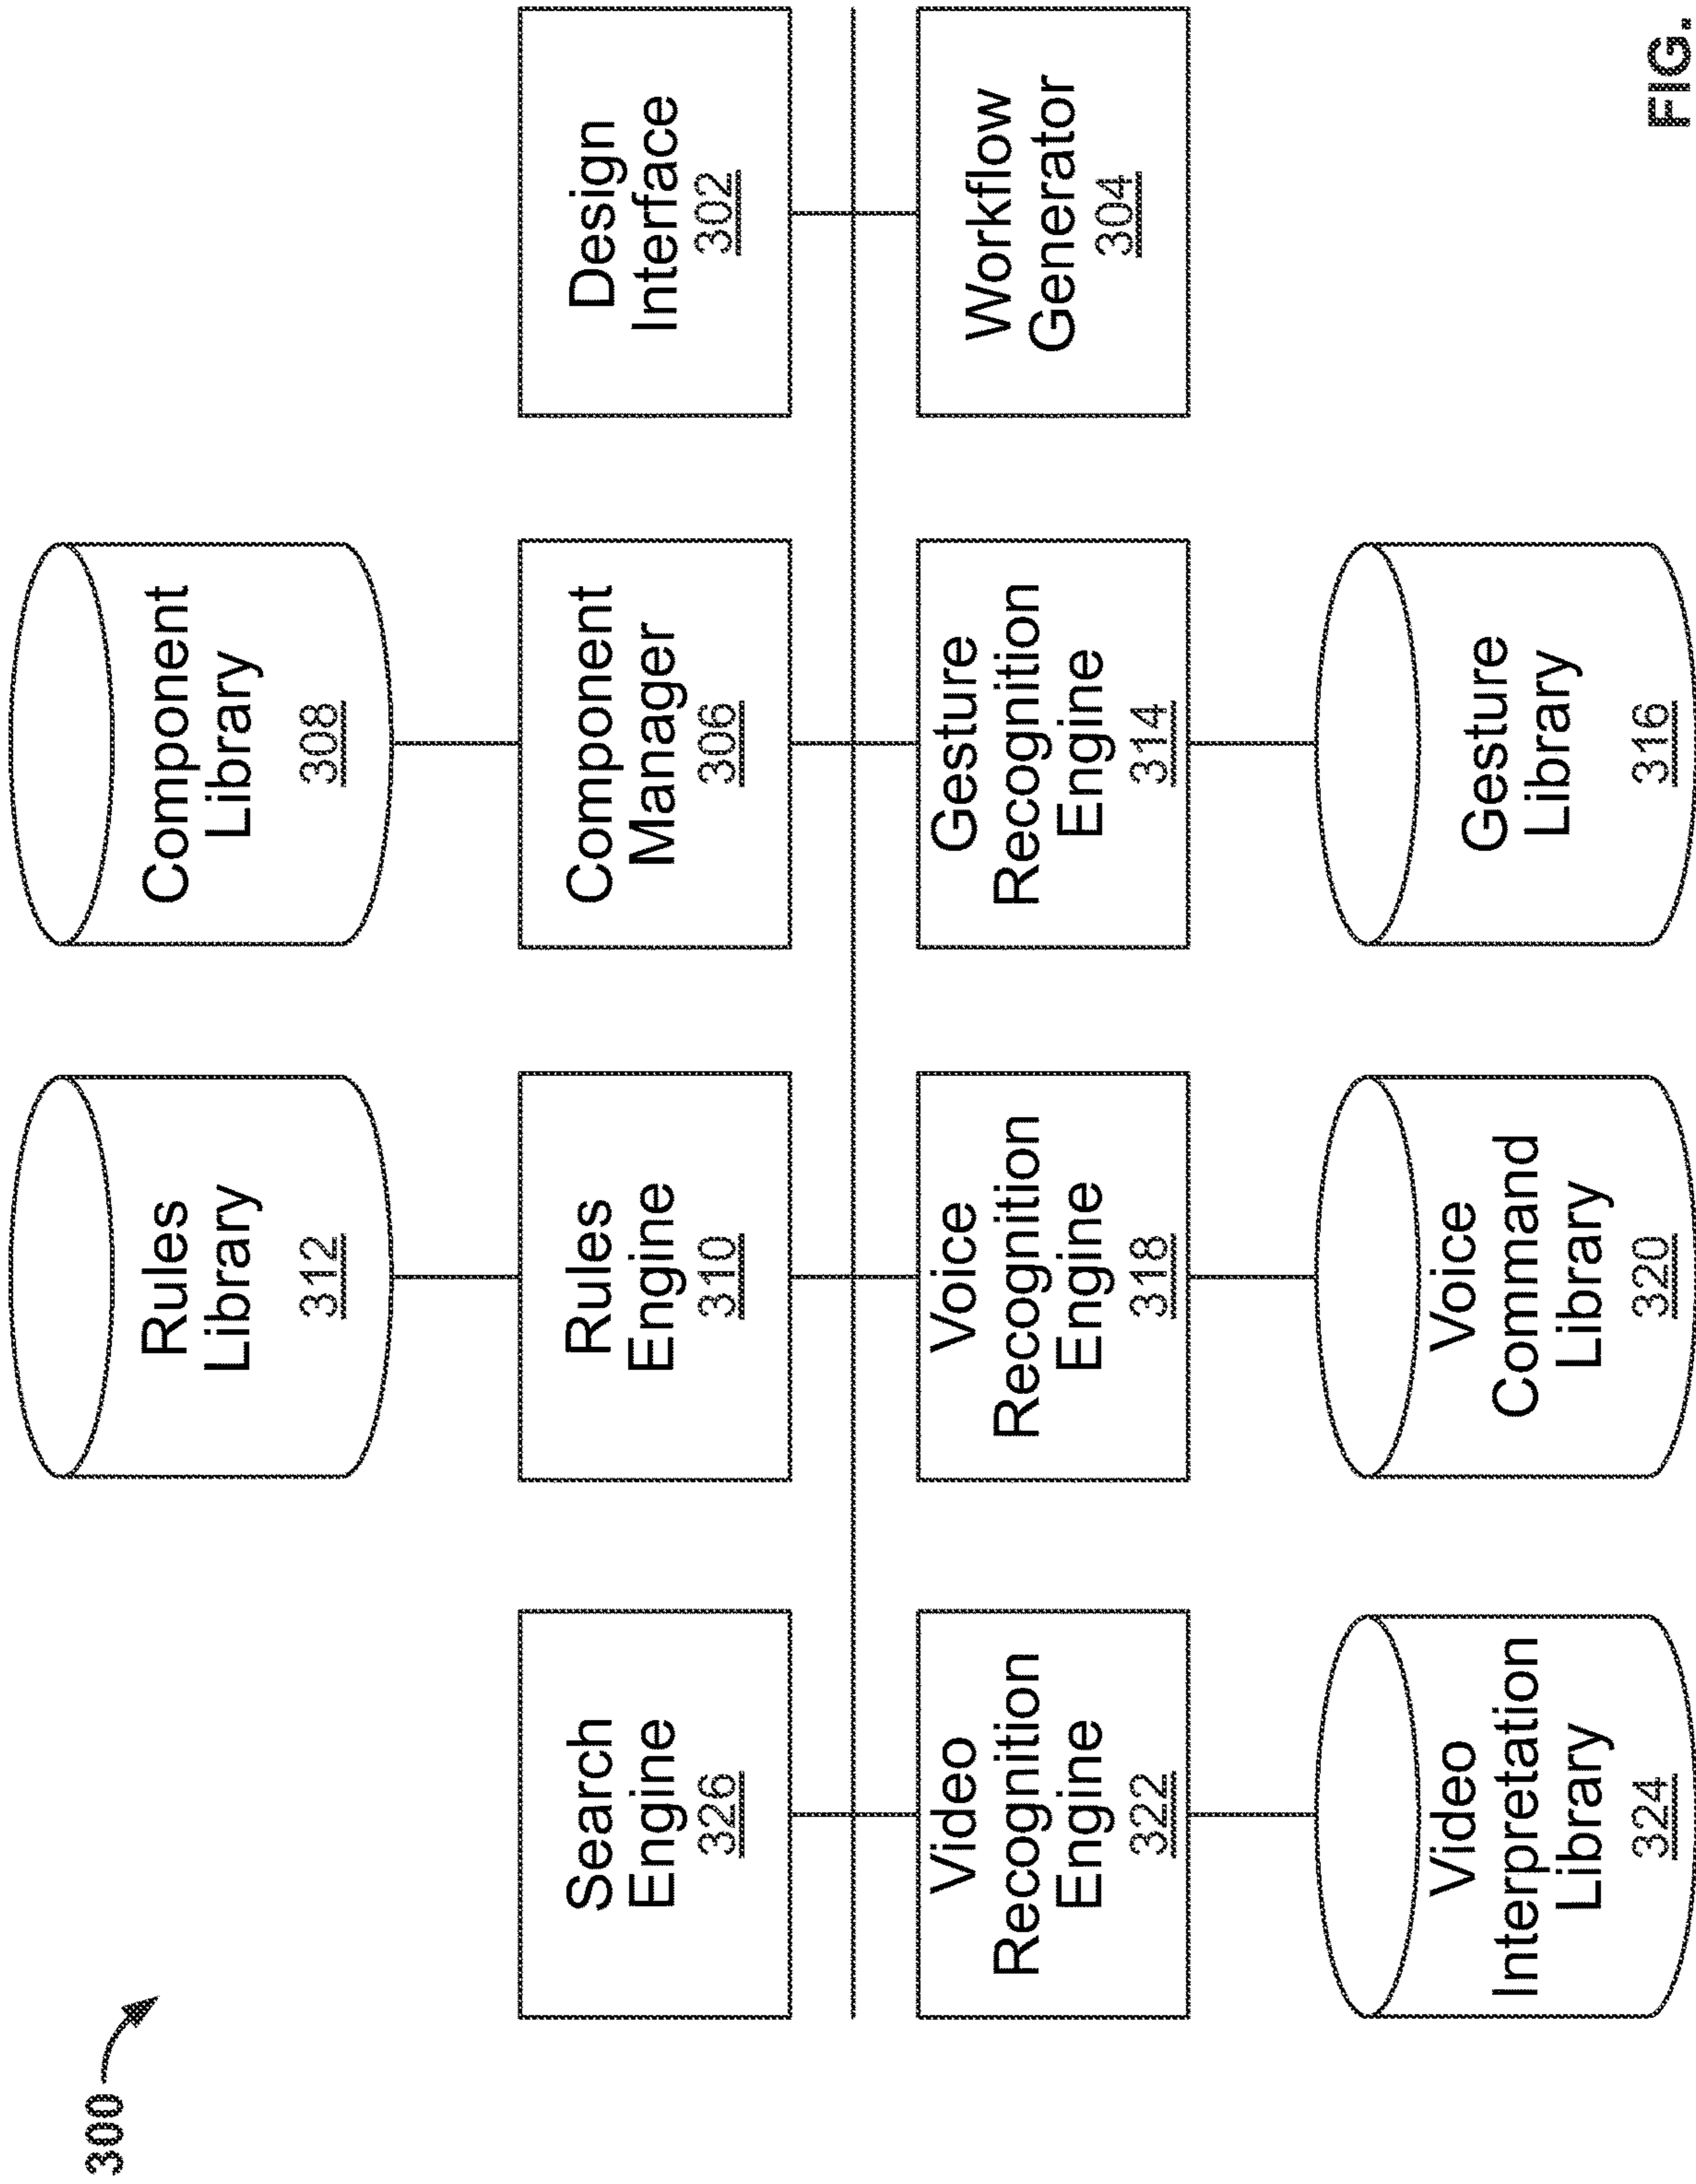 300
Rules
Library
312
Component
Library
308
Search
Engine
326
Rules
Engine
310
Component
Manager
306
Design
Interface
302
Video
Recognition
Engine
322
Voice
Recognition
Engine
318
Gesture
Recognition
Engine
314
Workflow
Generator
304
Video
Interpretation
Library
324
Voice
Command
Library
320
Gesture
Library
316
FIG.